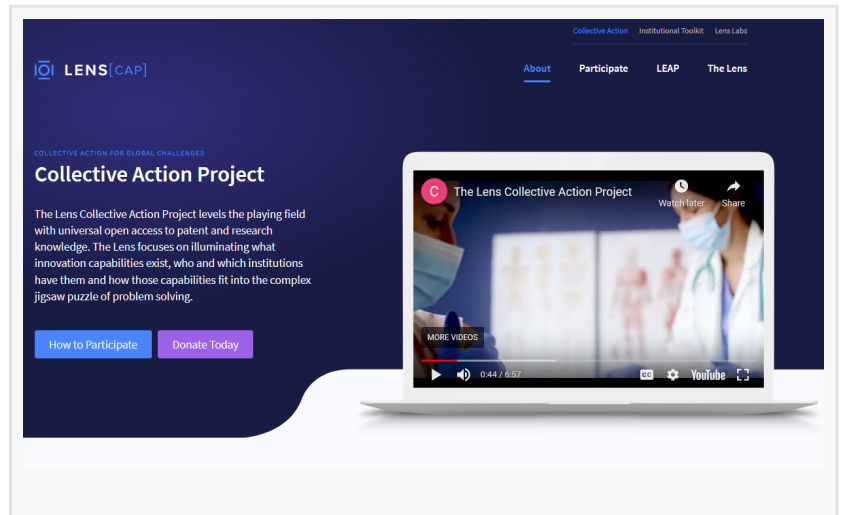 Collective Action Institutional Toolkit Lens Labs
LENS[CAP]
About Participate LEAP The Lens
COLLECTIVE ACTION FOR GLOBAL CHALLENGES
Collective Action Project
The Lens Collective Action Project levels the playing field
with universal open access to patent and research
knowledge. The Lens focuses on illuminating what
innovation capabilities exist, who and which institutions
have them and how those capabilities fit into the complex
jigsaw puzzle of problem solving.
How to Participate Donate Today
C The Lens Collective Action Project
Watch later Share
MORE VIDEOS
0:44 / 6:57 CC YouTube